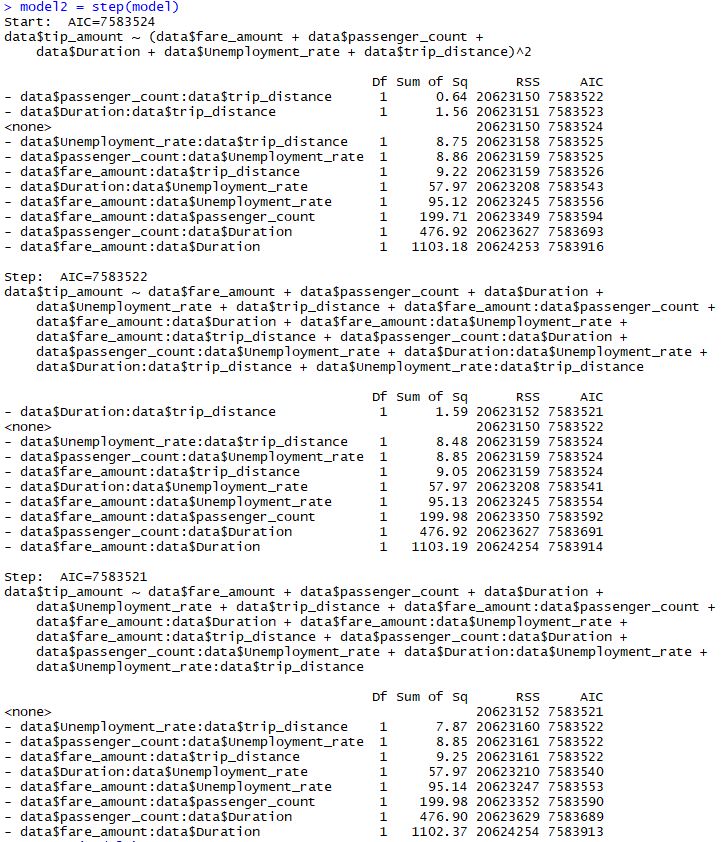 > model2 = step(model)
Start:  AIC=7583524
data$tip_amount ~ (data$fare_amount + data$passenger_count +
    data$Duration + data$Unemployment_rate + data$trip_distance)^2

                                              Df Sum of Sq      RSS     AIC
- data$passenger_count:data$trip_distance      1      0.64 20623150 7583522
- data$Duration:data$trip_distance             1      1.56 20623151 7583523
<none>                                                     20623150 7583524
- data$Unemployment_rate:data$trip_distance    1      8.75 20623158 7583525
- data$passenger_count:data$Unemployment_rate  1      8.86 20623159 7583525
- data$fare_amount:data$trip_distance          1      9.22 20623159 7583526
- data$Duration:data$Unemployment_rate         1     57.97 20623208 7583543
- data$fare_amount:data$Unemployment_rate      1     95.12 20623245 7583556
- data$fare_amount:data$passenger_count        1    199.71 20623349 7583594
- data$passenger_count:data$Duration           1    476.92 20623627 7583693
- data$fare_amount:data$Duration               1   1103.18 20624253 7583916

Step:  AIC=7583522
data$tip_amount ~ data$fare_amount + data$passenger_count + data$Duration +
    data$Unemployment_rate + data$trip_distance + data$fare_amount:data$passenger_count +
    data$fare_amount:data$Duration + data$fare_amount:data$Unemployment_rate +
    data$fare_amount:data$trip_distance + data$passenger_count:data$Duration +
    data$passenger_count:data$Unemployment_rate + data$Duration:data$Unemployment_rate +
    data$Duration:data$trip_distance + data$Unemployment_rate:data$trip_distance

                                              Df Sum of Sq      RSS     AIC
- data$Duration:data$trip_distance             1      1.59 20623152 7583521
<none>                                                     20623150 7583522
- data$Unemployment_rate:data$trip_distance    1      8.48 20623159 7583524
- data$passenger_count:data$Unemployment_rate  1      8.85 20623159 7583524
- data$fare_amount:data$trip_distance          1      9.05 20623159 7583524
- data$Duration:data$Unemployment_rate         1     57.97 20623208 7583541
- data$fare_amount:data$Unemployment_rate      1     95.13 20623245 7583554
- data$fare_amount:data$passenger_count        1    199.98 20623350 7583592
- data$passenger_count:data$Duration           1    476.92 20623627 7583691
- data$fare_amount:data$Duration               1   1103.19 20624254 7583914

Step:  AIC=7583521
data$tip_amount ~ data$fare_amount + data$passenger_count + data$Duration +
    data$Unemployment_rate + data$trip_distance + data$fare_amount:data$passenger_count +
    data$fare_amount:data$Duration + data$fare_amount:data$Unemployment_rate +
    data$fare_amount:data$trip_distance + data$passenger_count:data$Duration +
    data$passenger_count:data$Unemployment_rate + data$Duration:data$Unemployment_rate +
    data$Unemployment_rate:data$trip_distance

                                              Df Sum of Sq      RSS     AIC
<none>                                                     20623152 7583521
- data$Unemployment_rate:data$trip_distance    1      7.87 20623160 7583522
- data$passenger_count:data$Unemployment_rate  1      8.85 20623161 7583522
- data$fare_amount:data$trip_distance          1      9.25 20623161 7583522
- data$Duration:data$Unemployment_rate         1     57.97 20623210 7583540
- data$fare_amount:data$Unemployment_rate      1     95.14 20623247 7583553
- data$fare_amount:data$passenger_count        1    199.98 20623352 7583590
- data$passenger_count:data$Duration           1    476.90 20623629 7583689
- data$fare_amount:data$Duration               1   1102.37 20624254 7583913